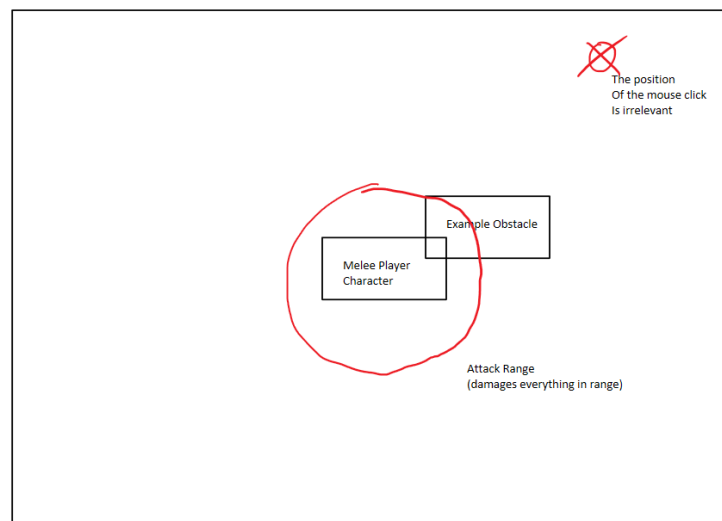 The position
Of the mouse click
Is irrelevant
Example Obstacle
Melee Player
Character
Attack Range
(damages everything in range)